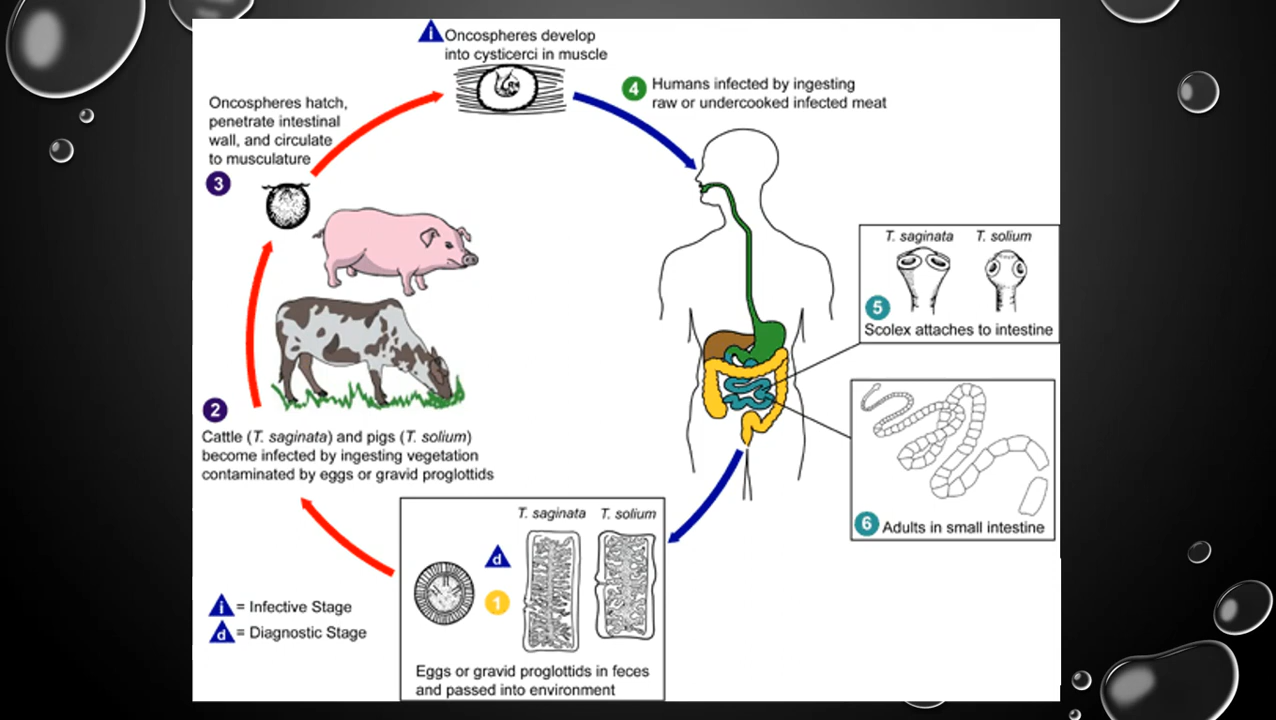 i
Oncospheres develop
into cysticerci in muscle
4
Humans infected by ingesting
raw or undercooked infected meat
Oncospheres hatch,
penetrate intestinal
wall, and circulate
to musculature
3
T. saginata T. solium
5
Scolex attaches to intestine
2
Cattle (T. saginata) and pigs (T. solium)
become infected by ingesting vegetation
contaminated by eggs or gravid proglottids
6 Adults in small intestine
T. saginata T. solium
d
1
Eggs or gravid proglottids in feces
and passed into environment
i = Infective Stage
d = Diagnostic Stage